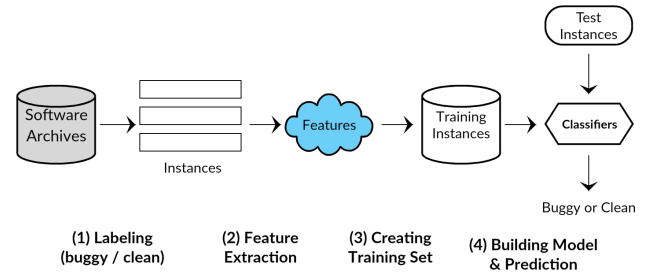 Test
Instances
Software
Archives
Instances
Features
Training
Instances
Classifiers
Buggy or Clean
(1) Labeling
(buggy / clean)
(2) Feature
Extraction
(3) Creating
Training Set
(4) Building Model
& Prediction